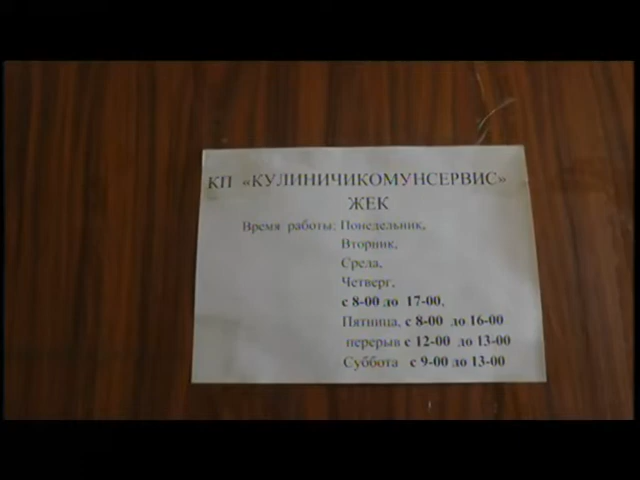 КП «КУЛИНИЧИКОМУНСЕРВИС»
ЖЕК
Время работы: Понедельник,
Вторник,
Среда,
Четверг,
с 8-00 до 17-00,
Пятница, с 8-00 до 16-00
перерыв с 12-00 до 13-00
Суббота с 9-00 до 13-00